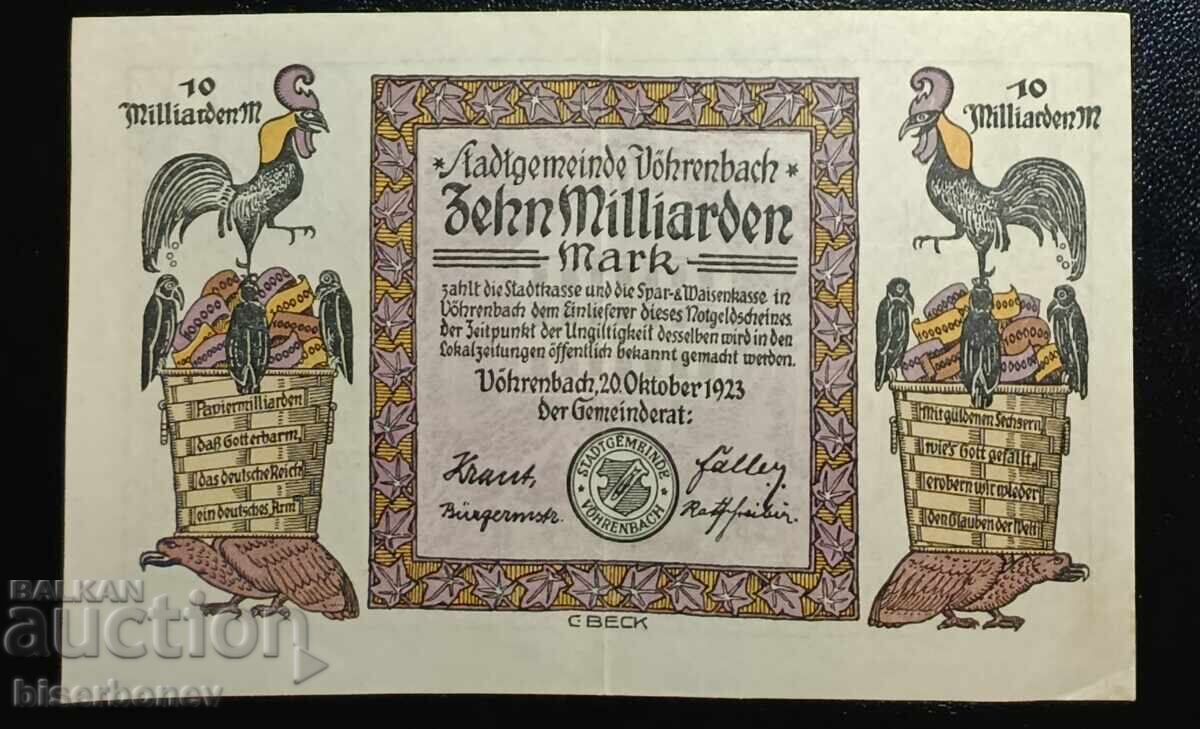 10
Milliarden M
10
Milliarden M
* Stadtgemeinde Vöhrenbach *
Zehn Milliarden
Mark
zahlt die Stadtkasse und die Spar-&Waisenkasse in
Vöhrenbach dem Einlieferer dieses Notgeldscheines
der Zeitpunkt der Ungiltigkeit desselben wird in den
Lokalzeitungen öffentlich bekannt gemacht werden.
Vöhrenbach, 20. Oktober 1923
Der Gemeinderat:
Kraut,
Bürgermstr.
STADTGEMEINDE
VÖHRENBACH
Ratschreiber.
1000000
100000
Papiermilliarden
daß Gott erbarm,
das deutsche Reich
ein deutsches Arm"
Mit güldenen Sechsern,
wie's Gott gefällt,
erobern wir wieder
den Glauben der Welt
C·BECK
BALKAN
auction
biserbonev